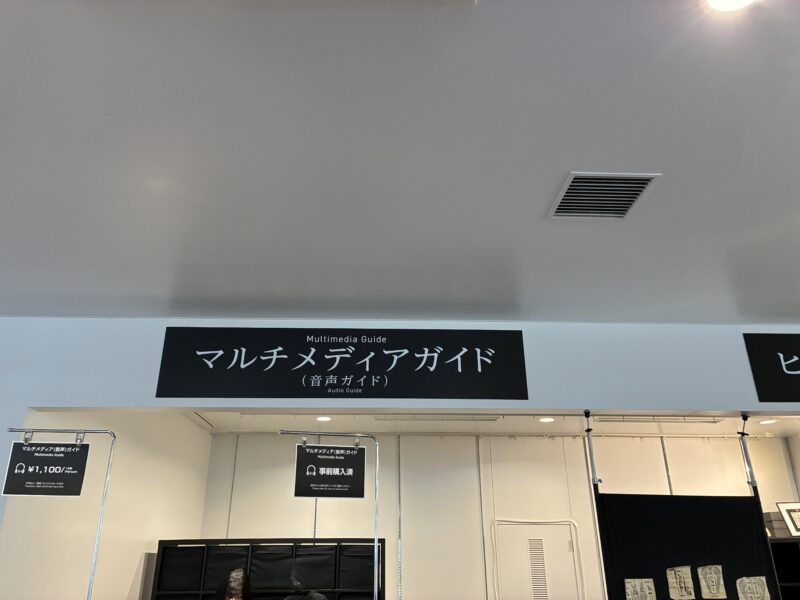 Multimedia Guide
マルチメディアガイド
(音声ガイド)
Audio Guide
ヒ
マルチメディア(音声)ガイド
Multimedia Guide
¥1,100/
マルチメディア(音声)ガイド
Multimedia Guide
事前購入済